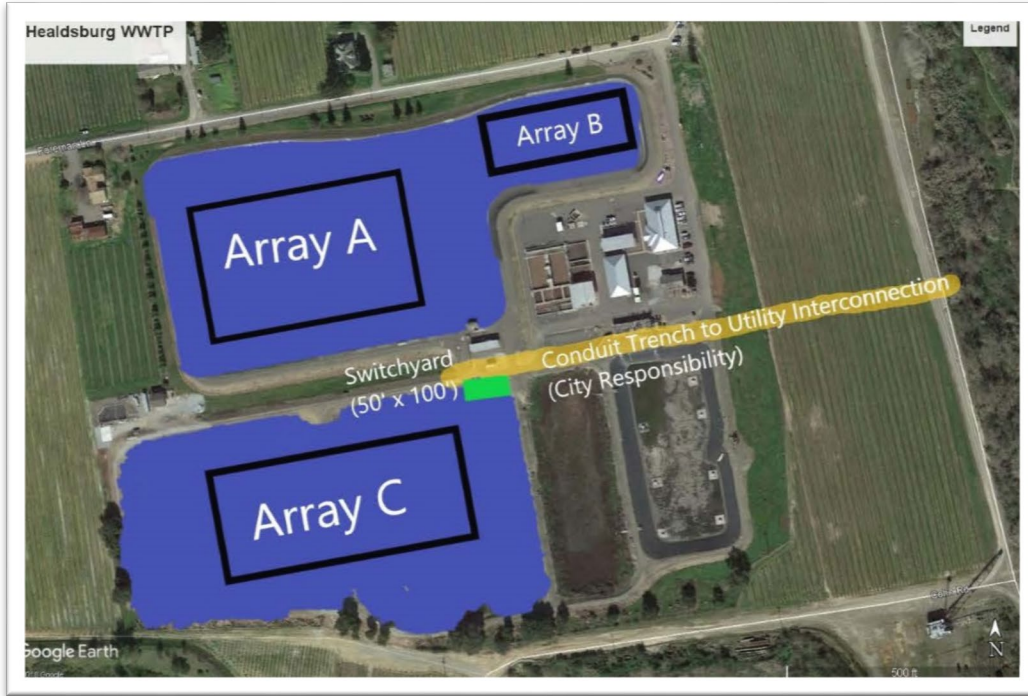 Healdsburg WWTP
Legend
Array B
Array A
Conduit Trench to Utility Interconnection
(City Responsibility)
Switchyard
(50' x 100')
Array C
Google Earth
N
500 ft